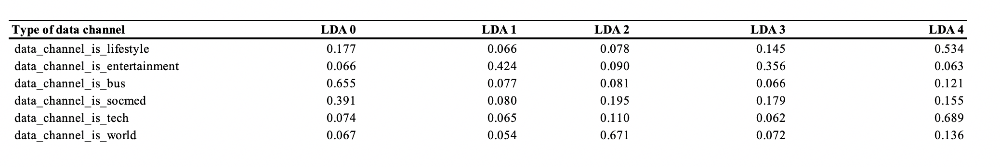 Type of data channel LDA 0 LDA 1 LDA 2 LDA 3 LDA 4
data_channel_is_lifestyle 0.177 0.066 0.078 0.145 0.534
data_channel_is_entertainment 0.066 0.424 0.090 0.356 0.063
data_channel_is_bus 0.655 0.077 0.081 0.066 0.121
data_channel_is_socmed 0.391 0.080 0.195 0.179 0.155
data_channel_is_tech 0.074 0.065 0.110 0.062 0.689
data_channel_is_world 0.067 0.054 0.671 0.072 0.136